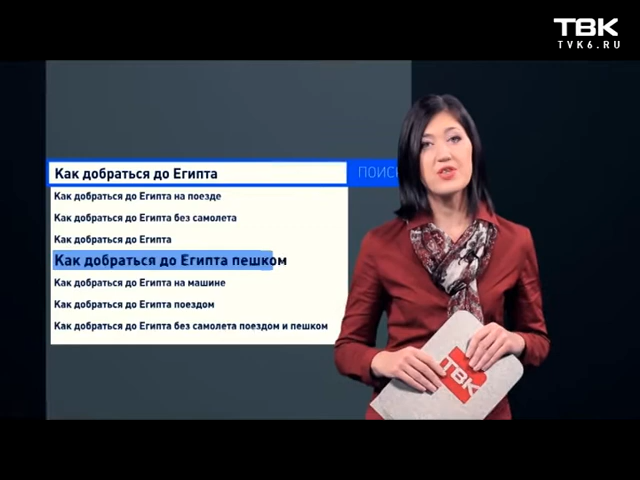 ТВК
TVK6.RU
Как добраться до Египта
ПОИСК
Как добраться до Египта на поезде
Как добраться до Египта без самолета
Как добраться до Египта
Как добраться до Египта пешком
Как добраться до Египта на машине
Как добраться до Египта поездом
Как добраться до Египта без самолета поездом и пешком
ТВК